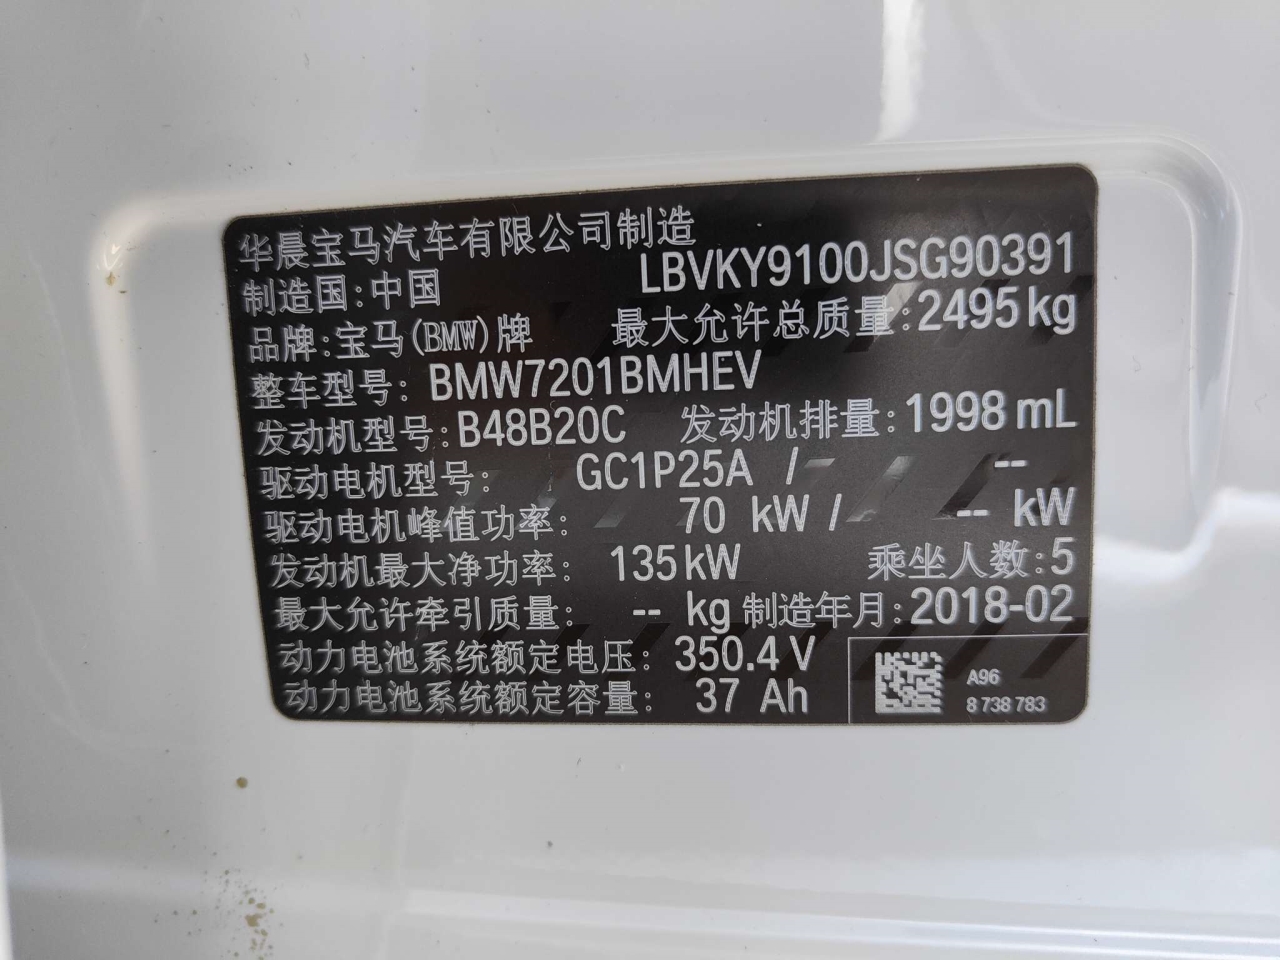 华晨宝马汽车有限公司制造
制造国:中国 LBVKY9100JSG90391
品牌:宝马(BMW)牌 最大允许总质量:2495kg
整车型号: BMW7201BMHEV
发动机型号:B48B20C 发动机排量:1998 mL
驱动电机型号: GC1P25A / --
驱动电机峰值功率: 70 kW / -- kW
发动机最大净功率: 135kW 乘坐人数:5
最大允许牵引质量: -- kg 制造年月:2018-02
动力电池系统额定电压: 350.4 V
动力电池系统额定容量: 37 Ah
A96
8 738 783